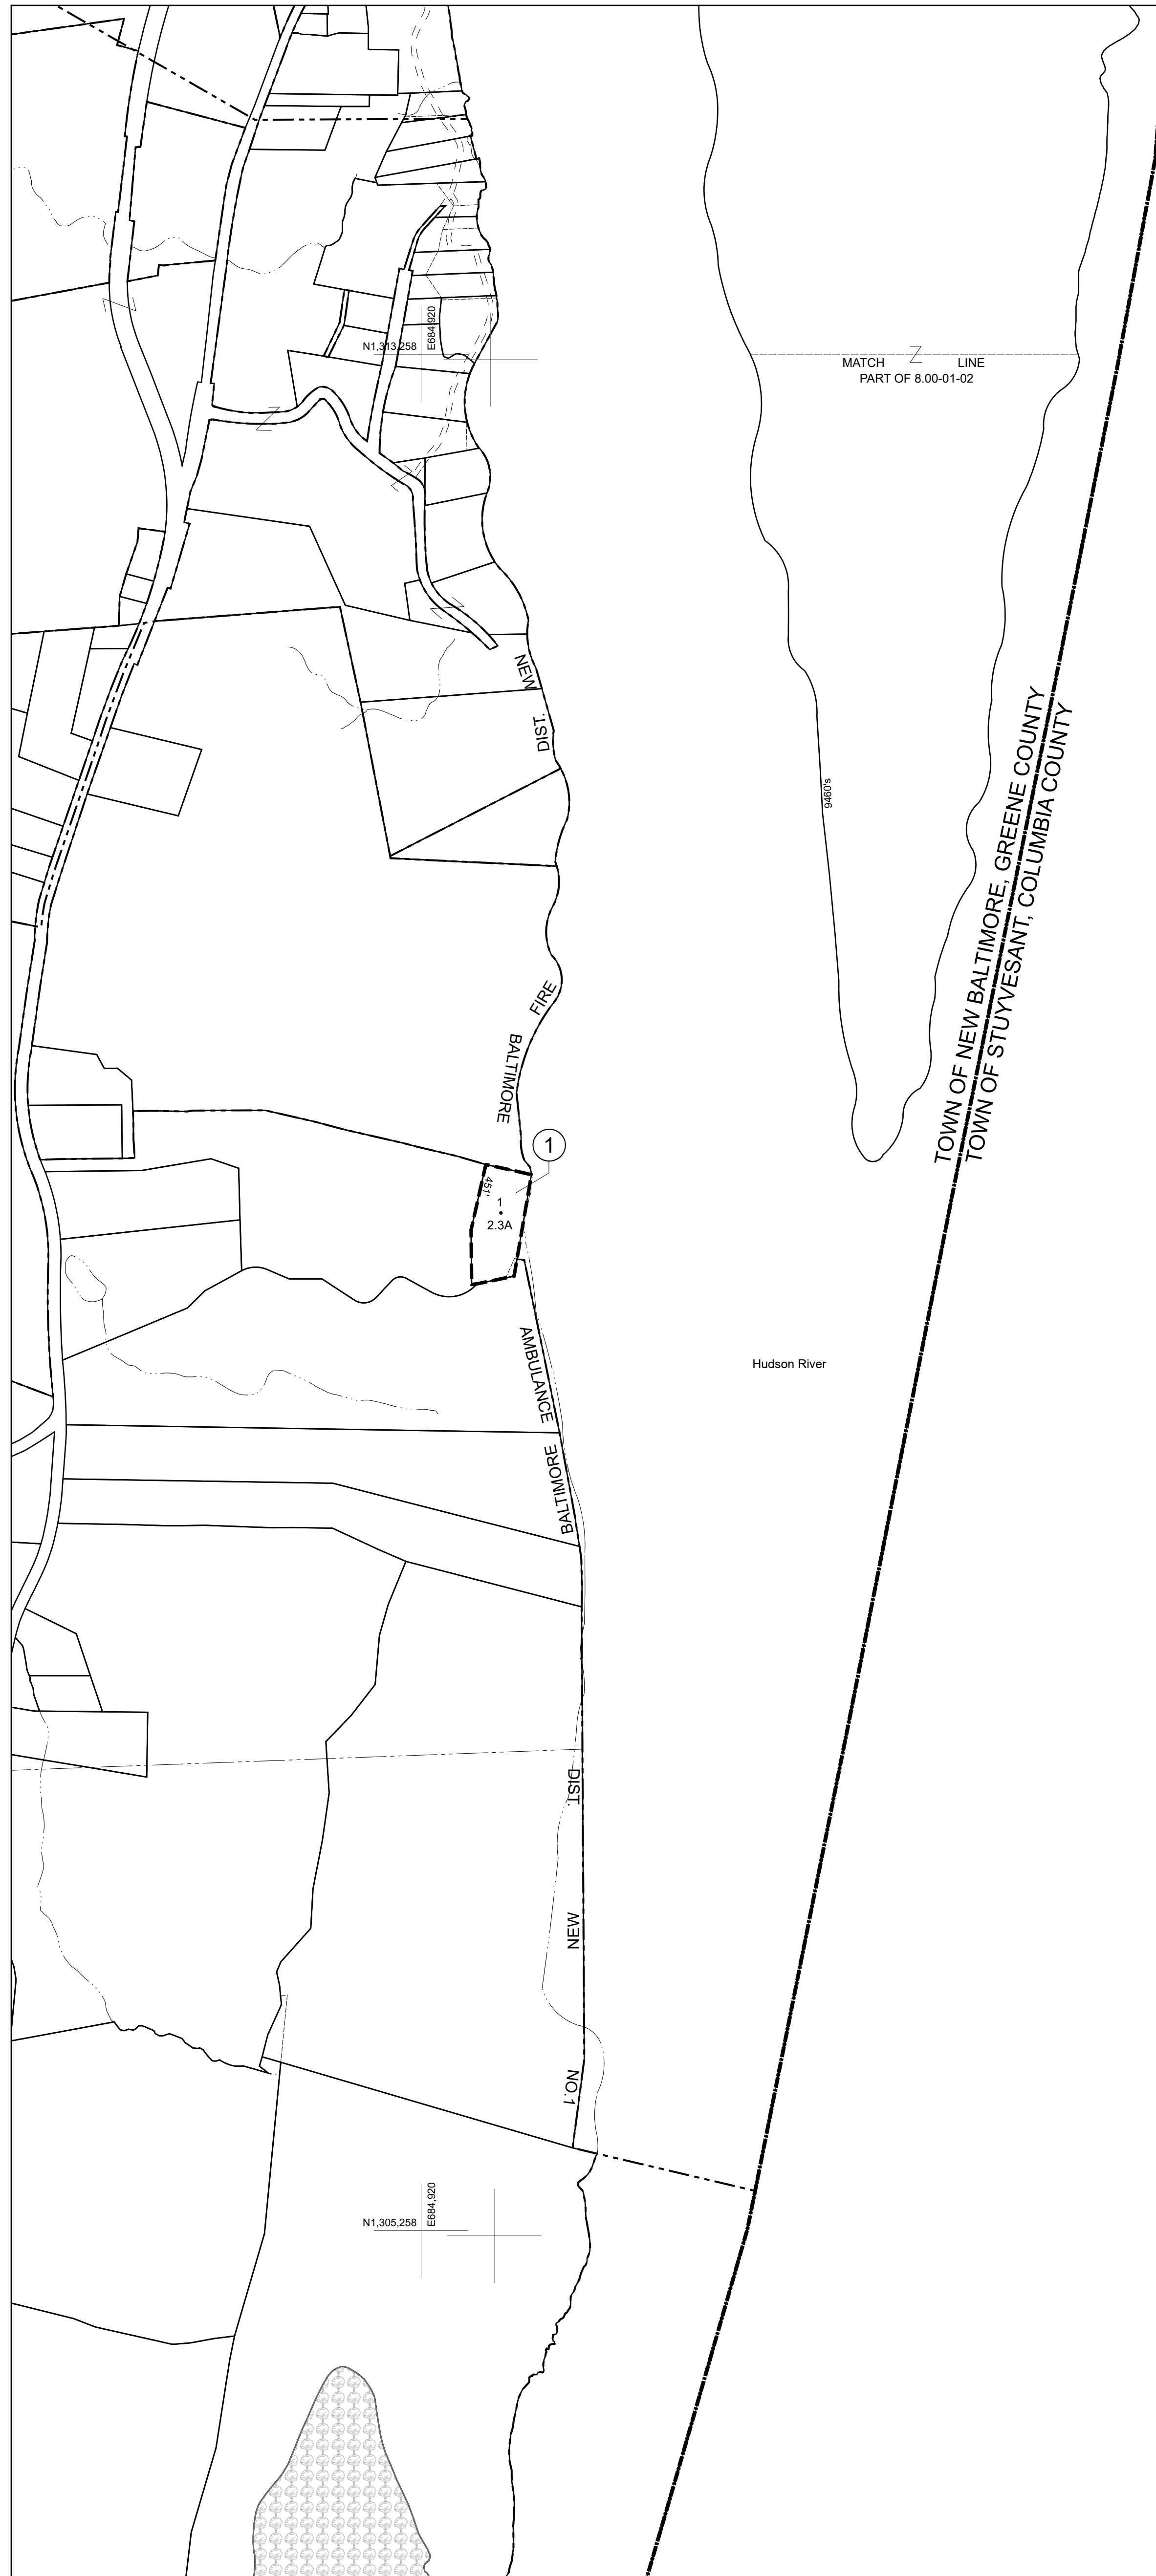 N1,313,258
E684,920
MATCH LINE
PART OF 8.00-01-02
NEW
DIST.
9460's
TOWN OF NEW BALTIMORE, GREENE COUNTY
TOWN OF STUYVESANT, COLUMBIA COUNTY
FIRE
BALTIMORE
1
451'
1
2.3A
AMBULANCE
Hudson River
BALTIMORE
DIST.
NEW
NO.1
N1,305,258
E684,920